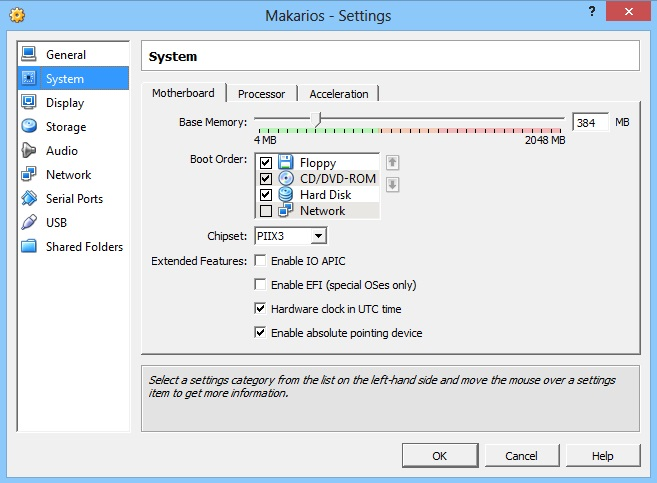 Makarios - Settings
?
General
System
Display
Storage
Audio
Network
Serial Ports
USB
Shared Folders
System
Motherboard Processor Acceleration
Base Memory: 384 MB
4 MB 2048 MB
Boot Order: Floppy
CD/DVD-ROM
Hard Disk
Network
Chipset: PIIX3
Extended Features: Enable IO APIC
Enable EFI (special OSes only)
Hardware clock in UTC time
Enable absolute pointing device
Select a settings category from the list on the left-hand side and move the mouse over a settings
item to get more information.
OK Cancel Help